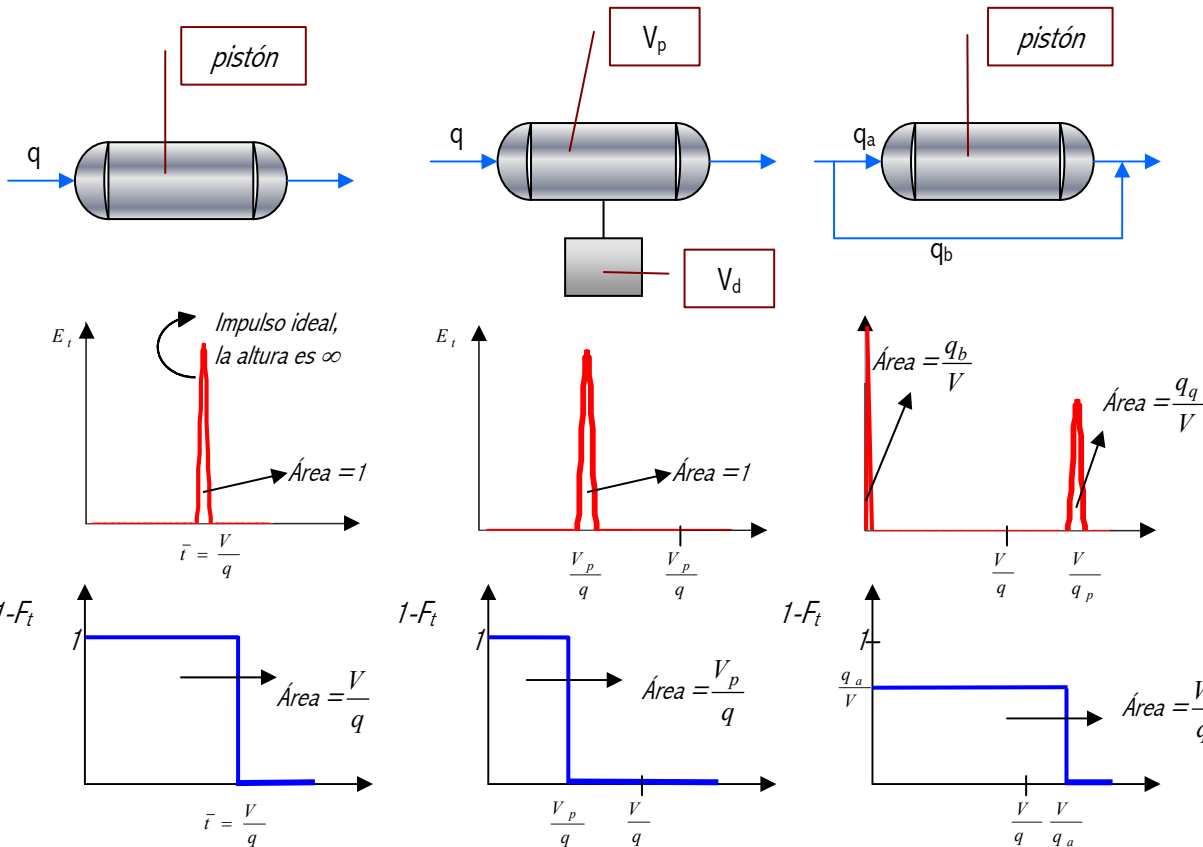 pistón
V_p
pistón
q
q
q_a
q_b
V_d
E_t
Impulso ideal,
la altura es ∞
Área = 1
t̄ = V/q
E_t
Área = 1
V_p/q
V_p/q
Área = q_b/V
Área = q_q/V
V/q
V/q_p
1-F_t
1
Área = V/q
t̄ = V/q
1-F_t
1
Área = V_p/q
V_p/q
V/q
1-F_t
1
q_a/V
Área = V/q
V/q
V/q_a